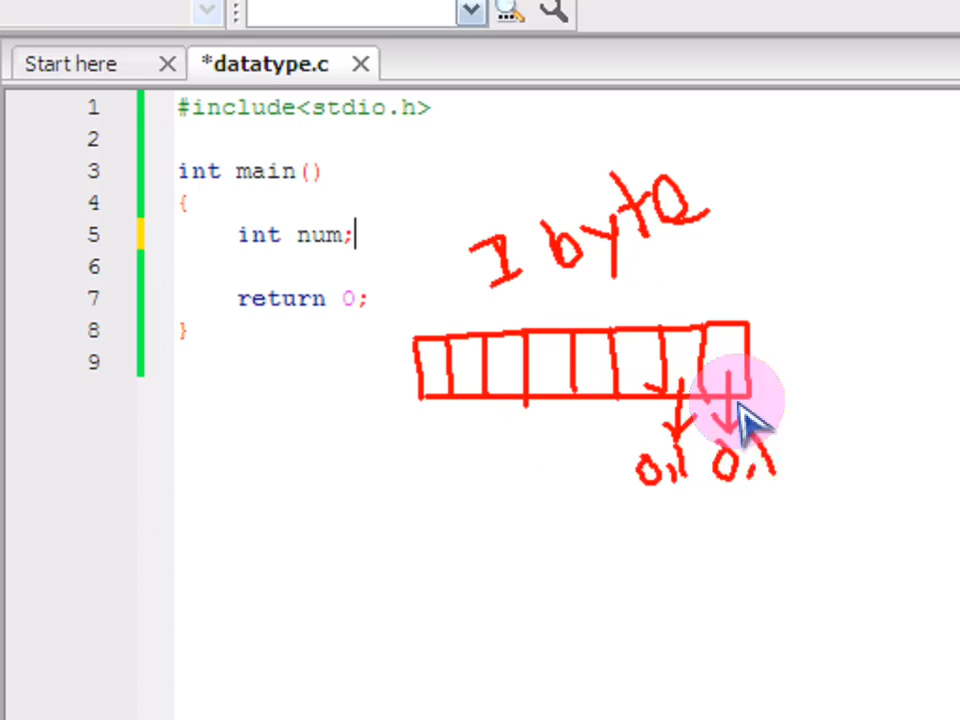 Start here
*datatype.c
1 #include<stdio.h>
2
3 int main()
4 {
5 int num;
6
7 return 0;
8 }
9
1 byte
0,1 0,1